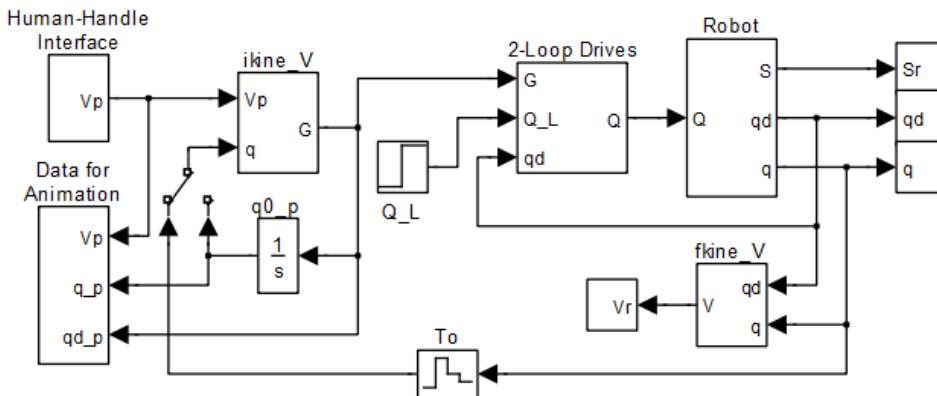 Human-Handle
Interface
Vp
ikine_V
Vp
G
q
2-Loop Drives
G
Q_L
Q
qd
Robot
S
Q
qd
q
Sr
qd
q
Q_L
Data for
Animation
Vp
q_p
qd_p
q0_p
1
s
fkine_V
qd
V
q
Vr
To